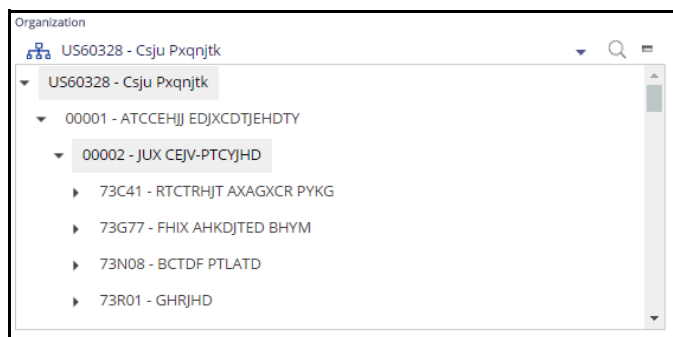 Organization
US60328 - Csju Pxqnjtk
US60328 - Csju Pxqnjtk
00001 - ATCCEHJJ EDJXCDTJEHDTY
00002 - JUX CEJV-PTCYJHD
73C41 - RTCTRHJT AXAGXCR PYKG
73G77 - FHIX AHKDJTED BHYM
73N08 - BCTDF PTLATD
73R01 - GHRJHD